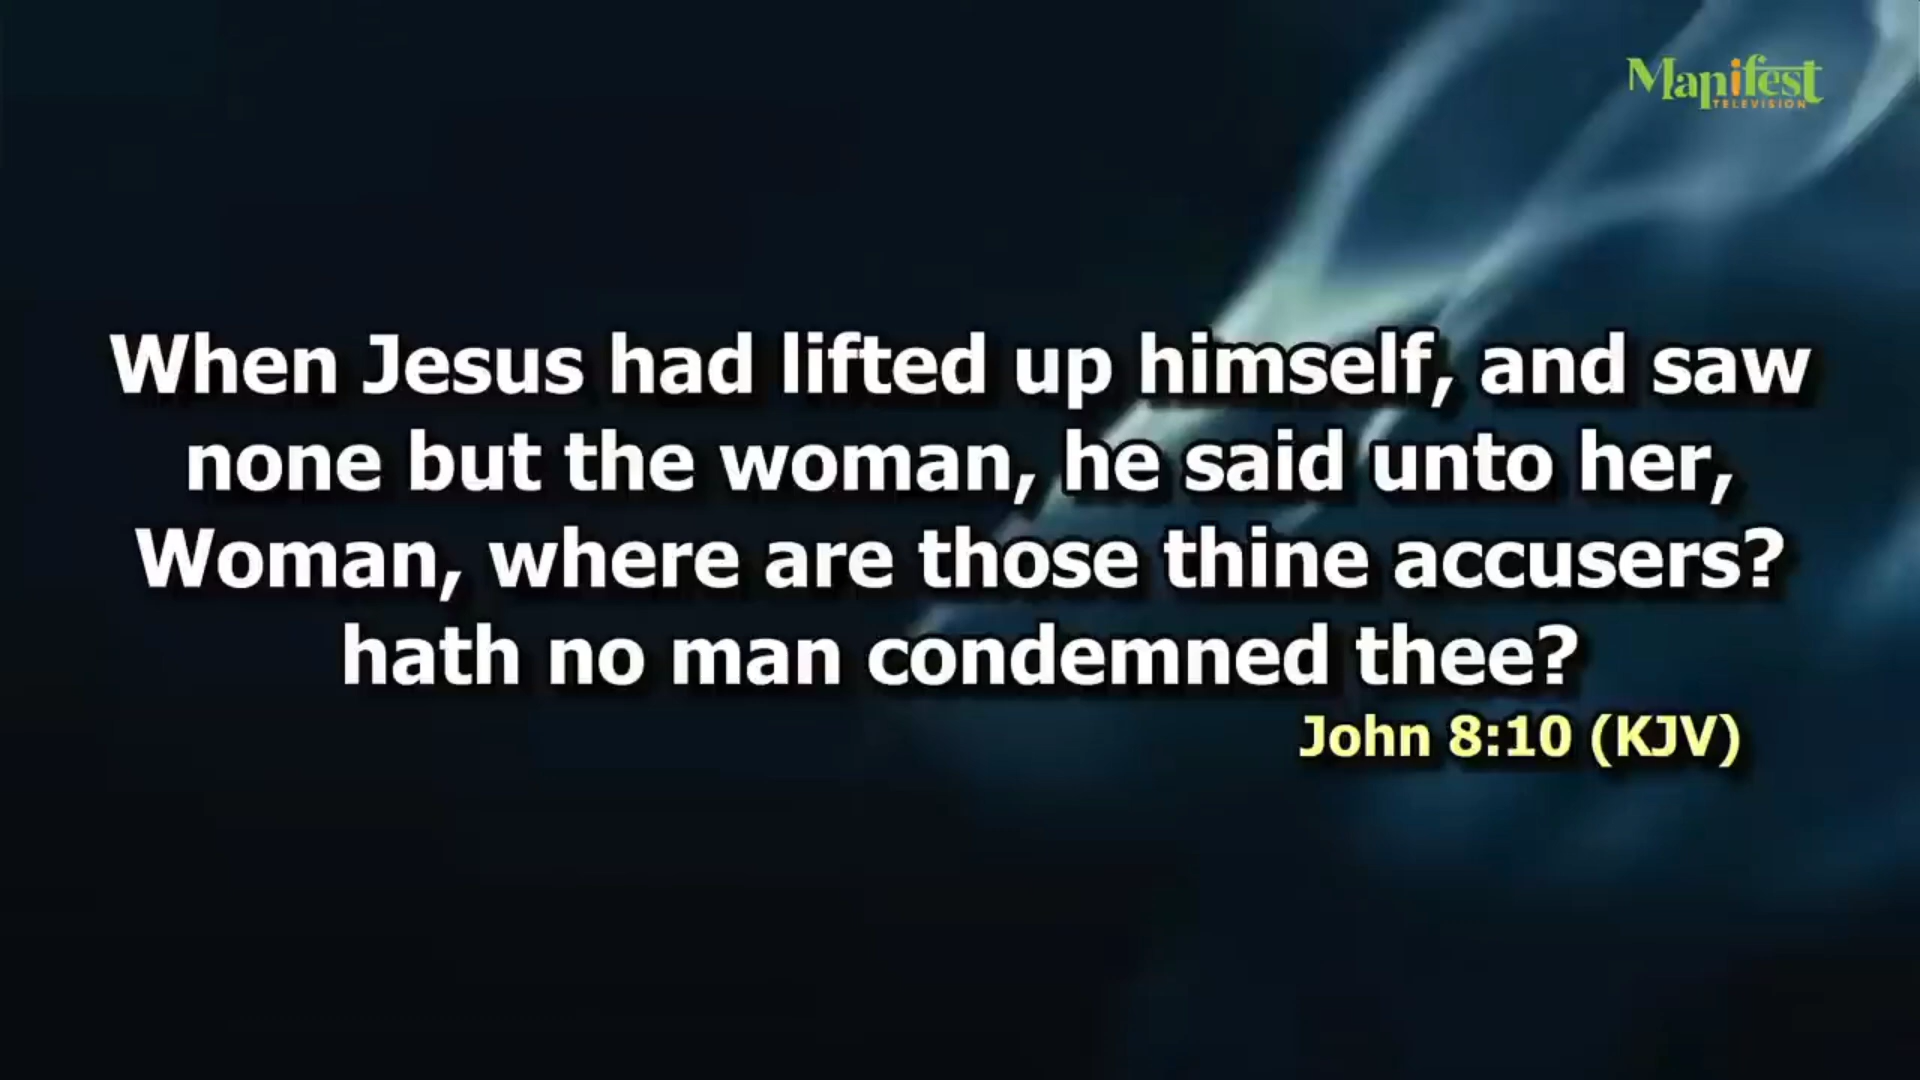 Manifest
TELEVISION
When Jesus had lifted up himself, and saw
none but the woman, he said unto her,
Woman, where are those thine accusers?
hath no man condemned thee?
John 8:10 (KJV)